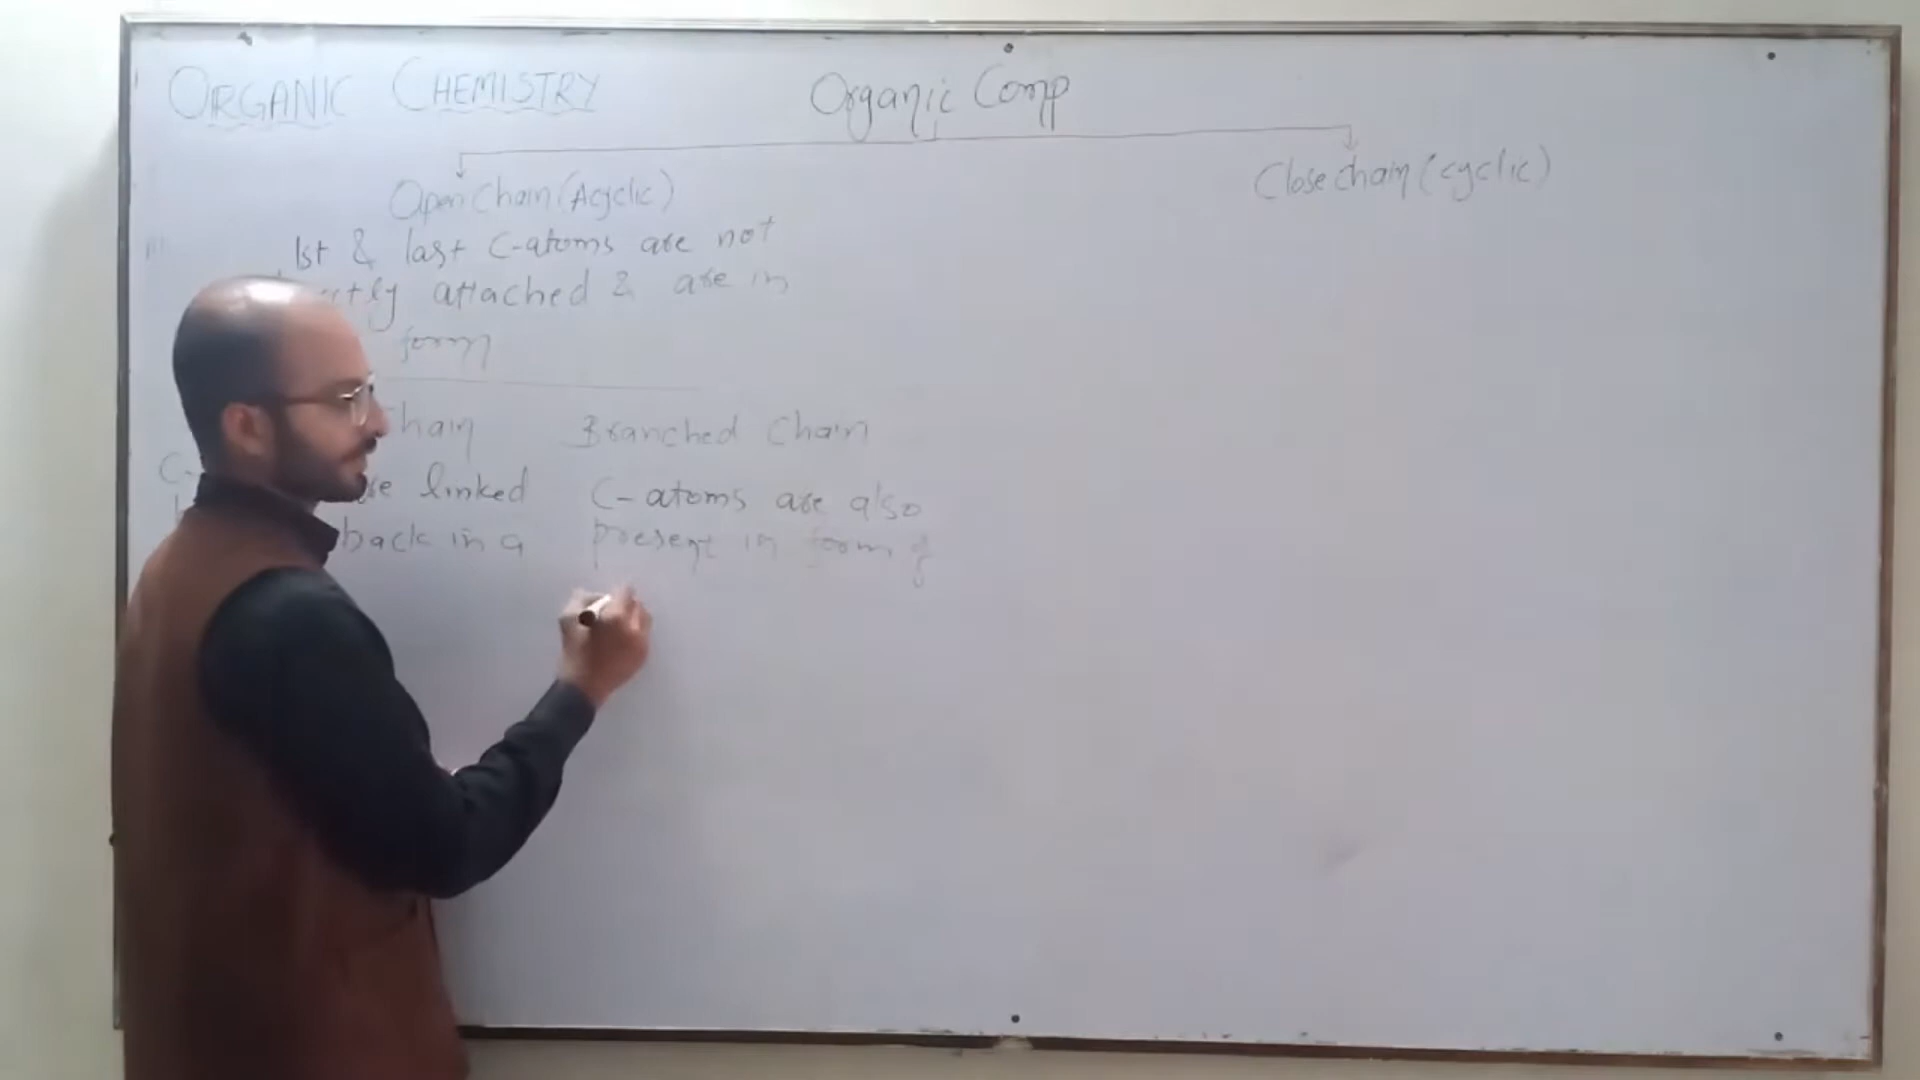 ORGANIC CHEMISTRY
Organic Comp
Open Chain (Acyclic)
Close chain (cyclic)
1st & last C-atoms are not
attached & are in
form
Chain
Branched Chain
C-
linked
back in a
C-atoms are also
present in form of